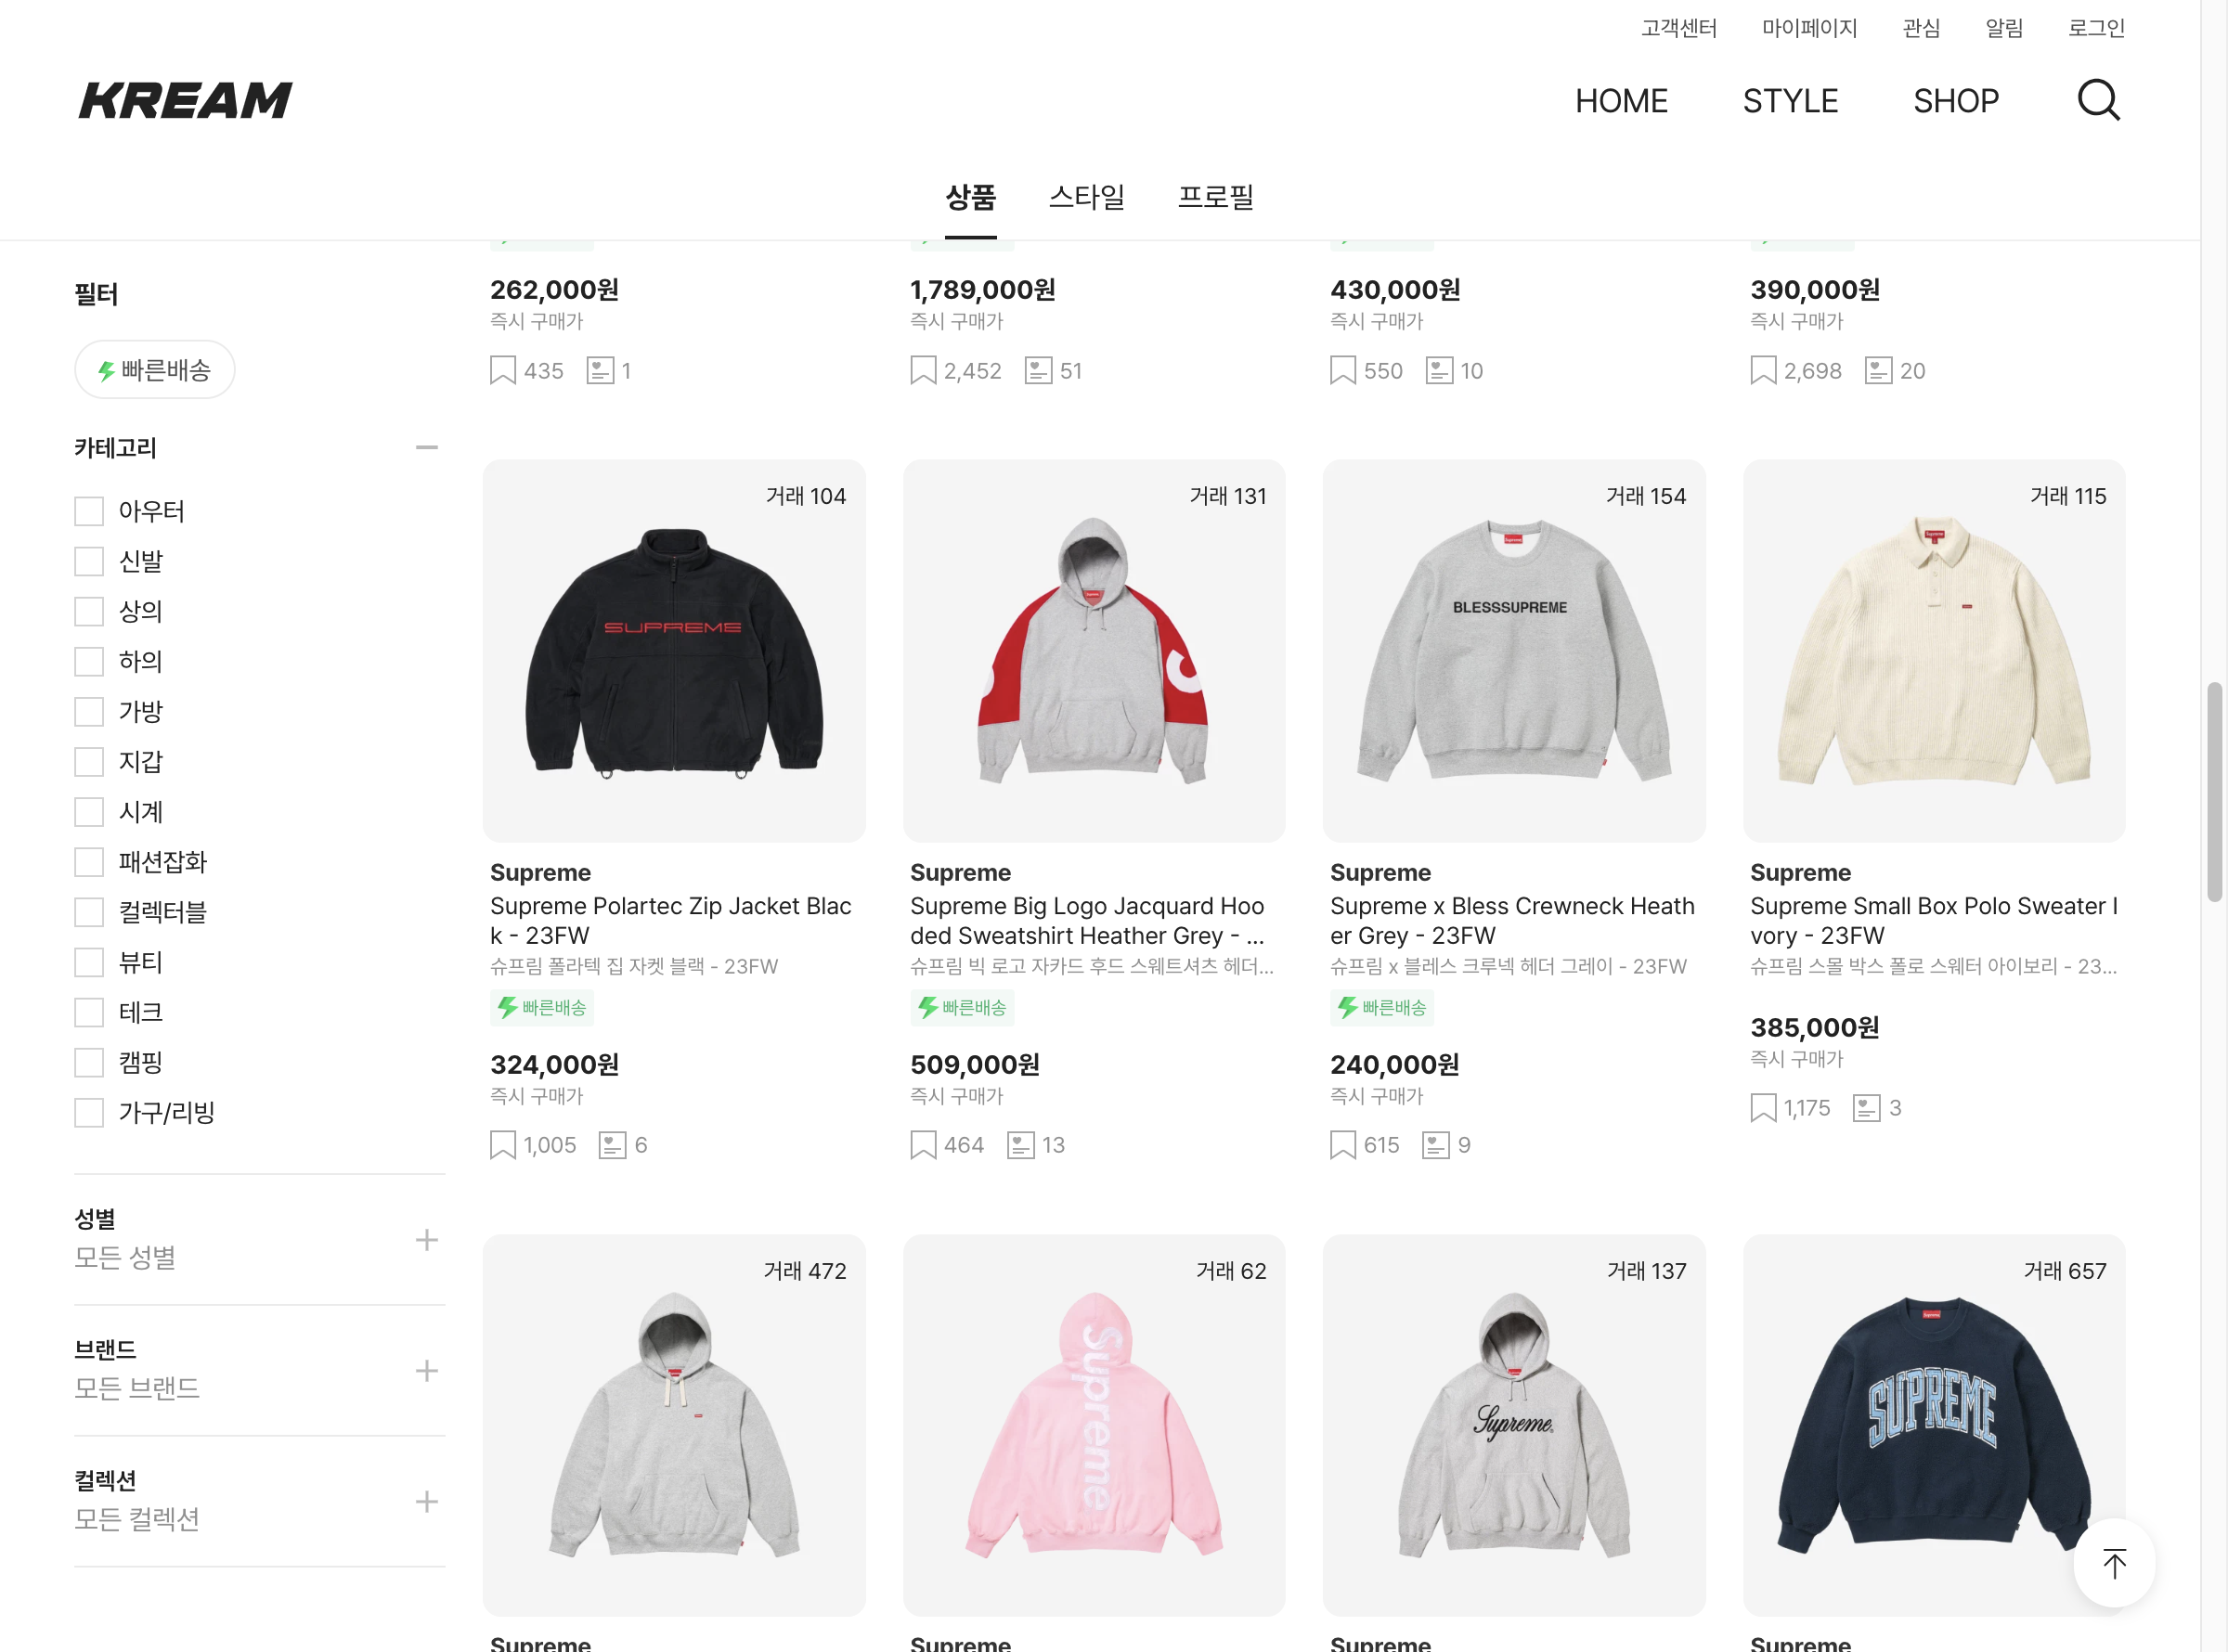 고객센터 마이페이지 관심 알림 로그인
KREAM
HOME STYLE SHOP
상품 스타일 프로필
필터
빠른배송
카테고리
아우터
신발
상의
하의
가방
지갑
시계
패션잡화
컬렉터블
뷰티
테크
캠핑
가구/리빙
성별
모든 성별
브랜드
모든 브랜드
컬렉션
모든 컬렉션
262,000원
즉시 구매가
435 1
1,789,000원
즉시 구매가
2,452 51
430,000원
즉시 구매가
550 10
390,000원
즉시 구매가
2,698 20
거래 104
SUPREME
Supreme
Supreme Polartec Zip Jacket Blac
k - 23FW
슈프림 폴라텍 집 자켓 블랙 - 23FW
빠른배송
324,000원
즉시 구매가
1,005 6
거래 131
Supreme
Supreme Big Logo Jacquard Hoo
ded Sweatshirt Heather Grey - ...
슈프림 빅 로고 자카드 후드 스웨트셔츠 헤더...
빠른배송
509,000원
즉시 구매가
464 13
거래 154
Supreme
BLESSSUPREME
Supreme
Supreme x Bless Crewneck Heath
er Grey - 23FW
슈프림 x 블레스 크루넥 헤더 그레이 - 23FW
빠른배송
240,000원
즉시 구매가
615 9
거래 115
Supreme
Supreme
Supreme Small Box Polo Sweater I
vory - 23FW
슈프림 스몰 박스 폴로 스웨터 아이보리 - 23...
385,000원
즉시 구매가
1,175 3
거래 472
Supreme
거래 62
Supreme
Supreme
거래 137
Supreme
Supreme
거래 657
Supreme
SUPREME
Supreme